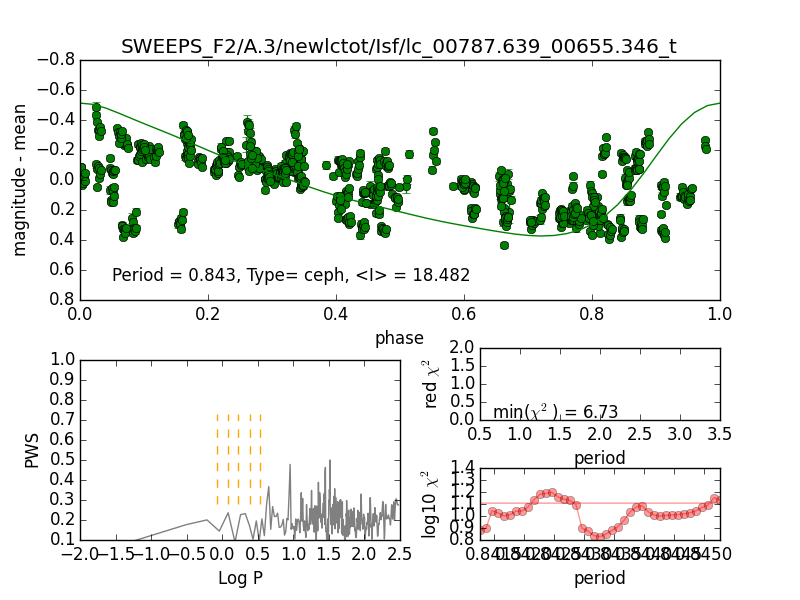 SWEEPS_F2/A.3/newlctot/Isf/lc_00787.639_00655.346_t
magnitude - mean
−0.8
−0.6
−0.4
−0.2
0.0
0.2
0.4
0.6
0.8
Period = 0.843, Type= ceph, <I> = 18.482
0.0 0.2 0.4 0.6 0.8 1.0
phase
PWS
1.0
0.9
0.8
0.7
0.6
0.5
0.4
0.3
0.2
0.1
−2.0 −1.5 −1.0 −0.5 0.0 0.5 1.0 1.5 2.0 2.5
Log P
red χ²
2.0
1.5
1.0
0.5
0.0
min(χ² ) = 6.73
0.5 1.0 1.5 2.0 2.5 3.0 3.5
period
log10 χ²
1.4
1.3
1.2
1.1
1.0
0.9
0.8
period